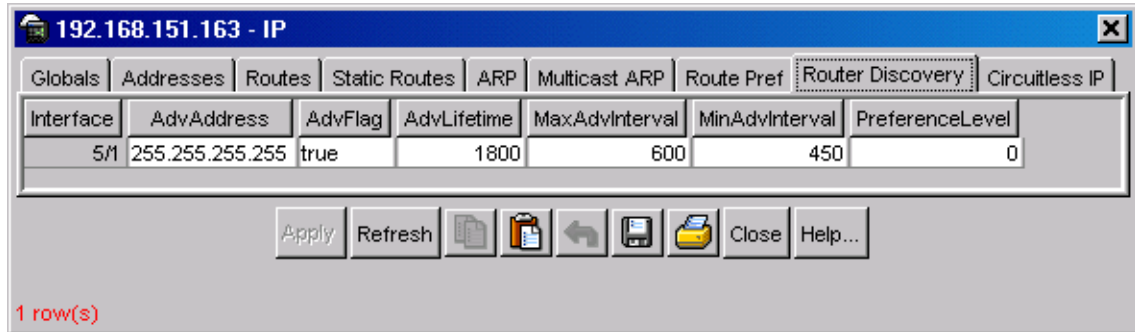 192.168.151.163 - IP
Globals Addresses Routes Static Routes ARP Multicast ARP Route Pref Router Discovery Circuitless IP
Interface AdvAddress AdvFlag AdvLifetime MaxAdvInterval MinAdvInterval PreferenceLevel
5/1 255.255.255.255 true 1800 600 450 0
Apply Refresh Close Help...
1 row(s)